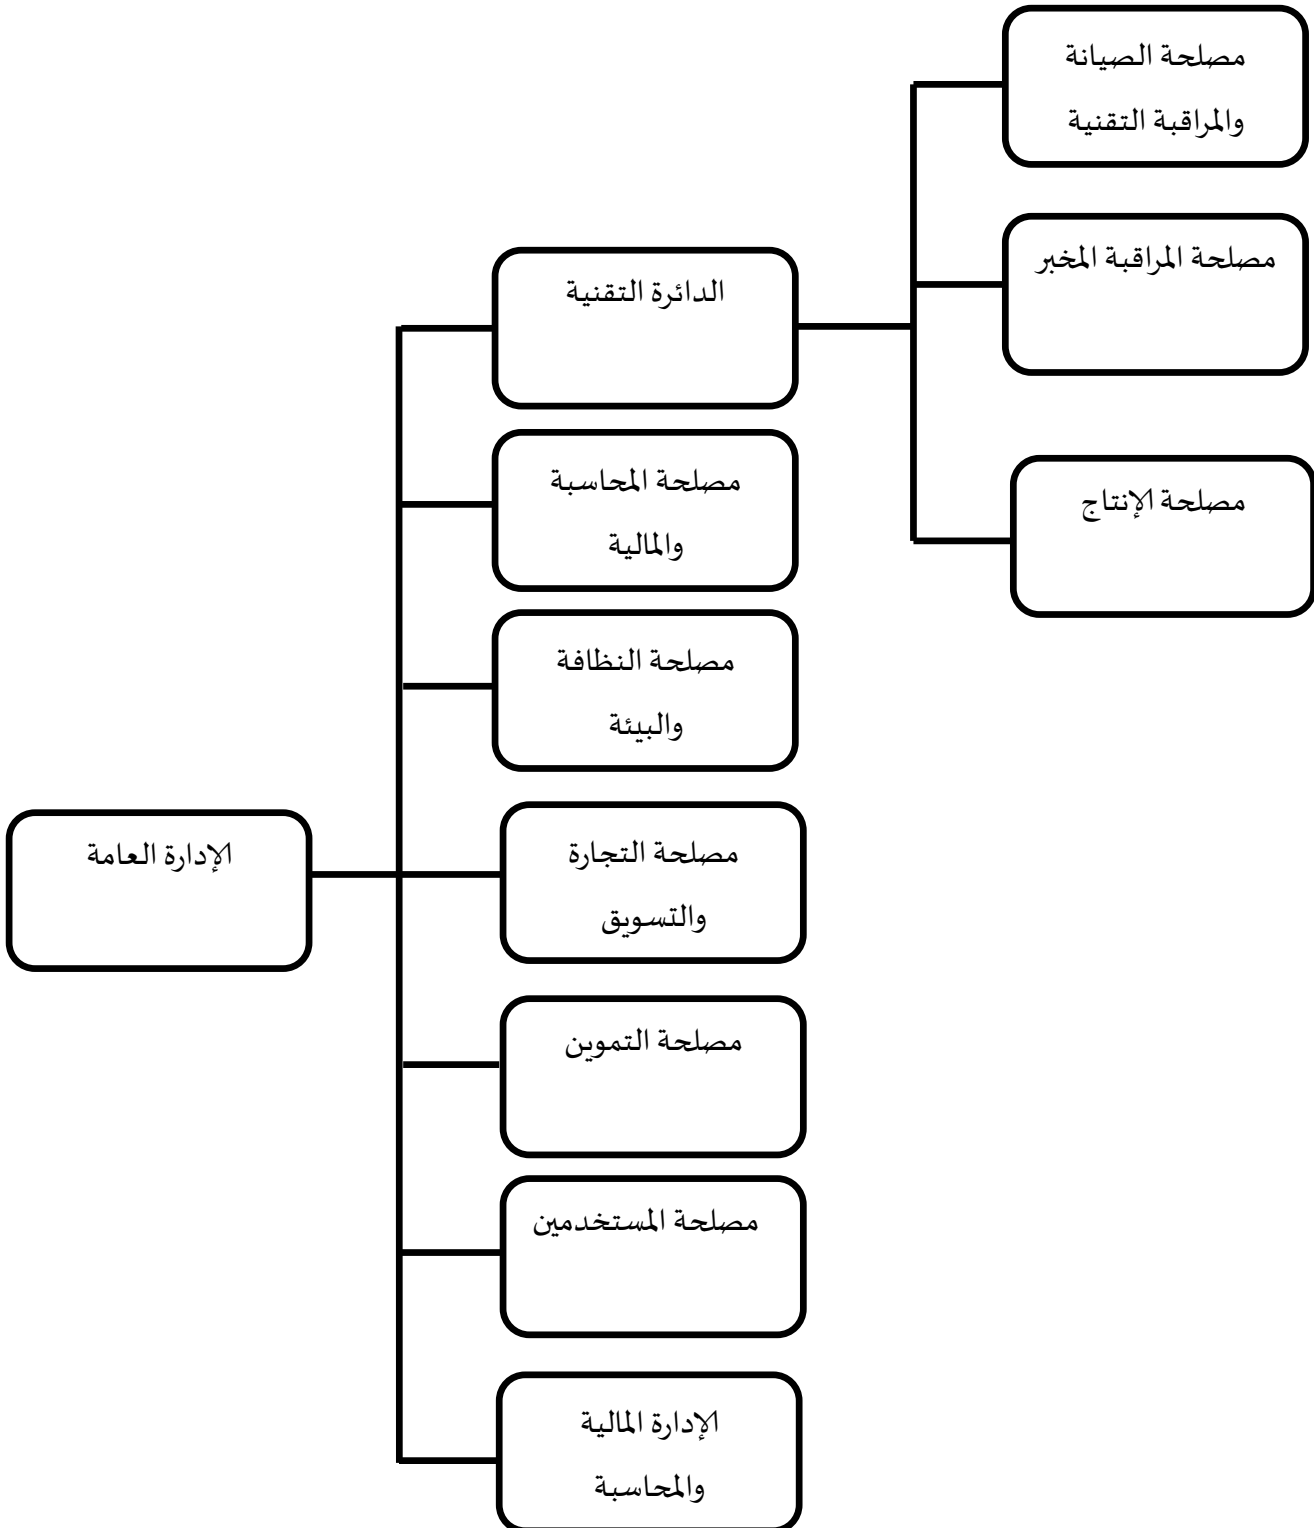 مصلحة الصيانة
والمراقبة التقنية
مصلحة المراقبة المخبر
مصلحة الإنتاج
الدائرة التقنية
مصلحة المحاسبة
والمالية
مصلحة النظافة
والبيئة
مصلحة التجارة
والتسويق
مصلحة التموين
مصلحة المستخدمين
الإدارة المالية
والمحاسبة
الإدارة العامة